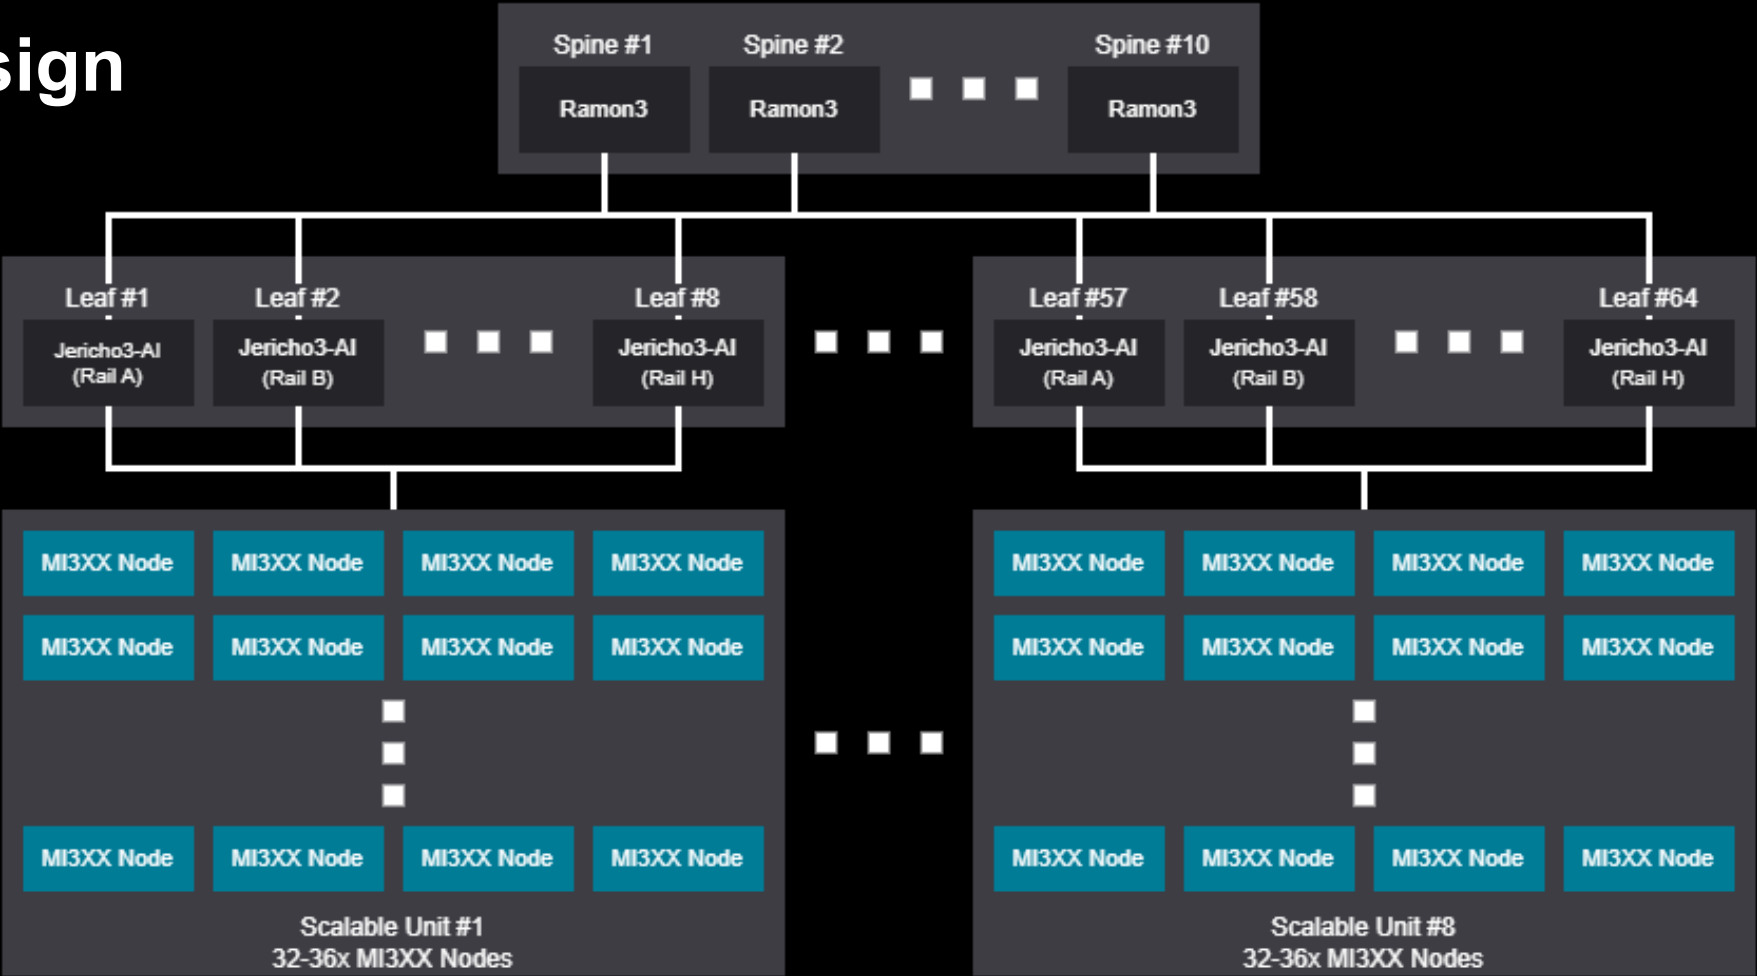 sign
Spine #1
Spine #2
Spine #10
Ramon3
Ramon3
Ramon3
Leaf #1
Leaf #2
Leaf #8
Leaf #57
Leaf #58
Leaf #64
Jericho3-AI
(Rail A)
Jericho3-AI
(Rail B)
Jericho3-AI
(Rail H)
Jericho3-AI
(Rail A)
Jericho3-AI
(Rail B)
Jericho3-AI
(Rail H)
MI3XX Node MI3XX Node MI3XX Node MI3XX Node
MI3XX Node MI3XX Node MI3XX Node MI3XX Node
MI3XX Node MI3XX Node MI3XX Node MI3XX Node
Scalable Unit #1
32-36x MI3XX Nodes
MI3XX Node MI3XX Node MI3XX Node MI3XX Node
MI3XX Node MI3XX Node MI3XX Node MI3XX Node
MI3XX Node MI3XX Node MI3XX Node MI3XX Node
Scalable Unit #8
32-36x MI3XX Nodes